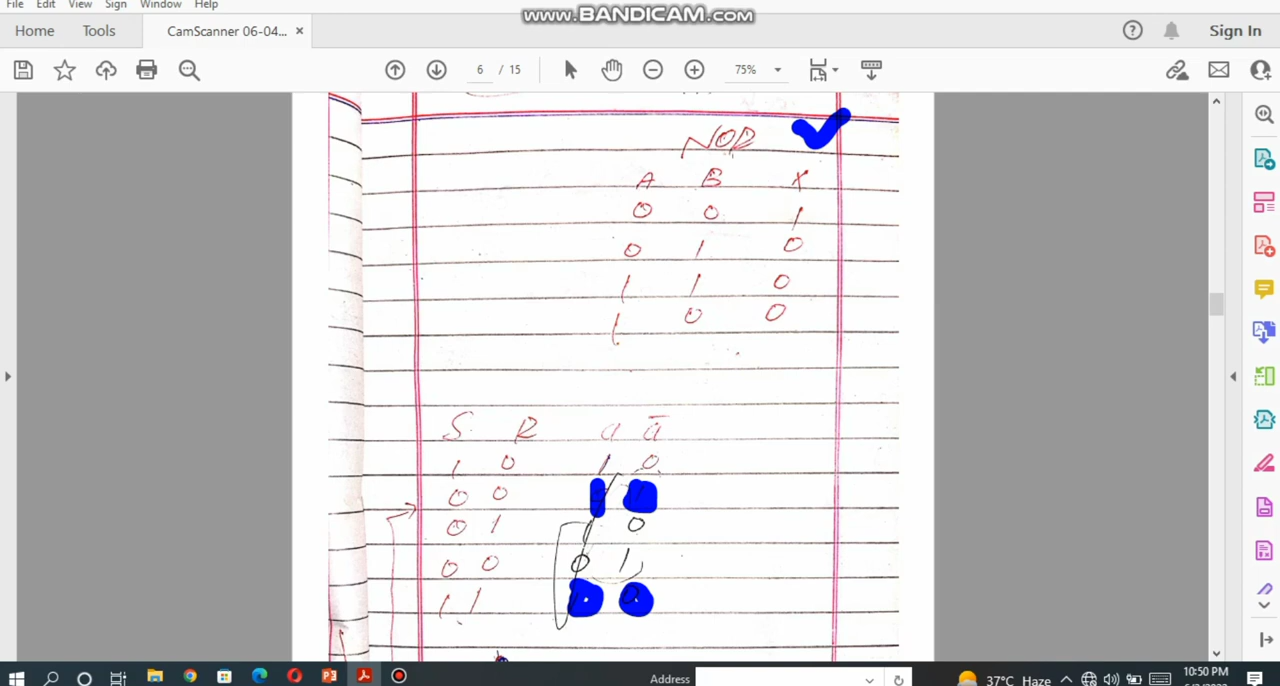 File Edit View Sign Window Help
www.BANDICAM.com
Home Tools CamScanner 06-04... × Sign In
6 / 15 75%
NOR
A B X
0 0 1
0 1 0
1 1 0
1 0 0
S R Q Q̄
1 0 1 0
0 0
0 1 0
0 0 0 1
1 1
10:50 PM
Address 37°C Haze